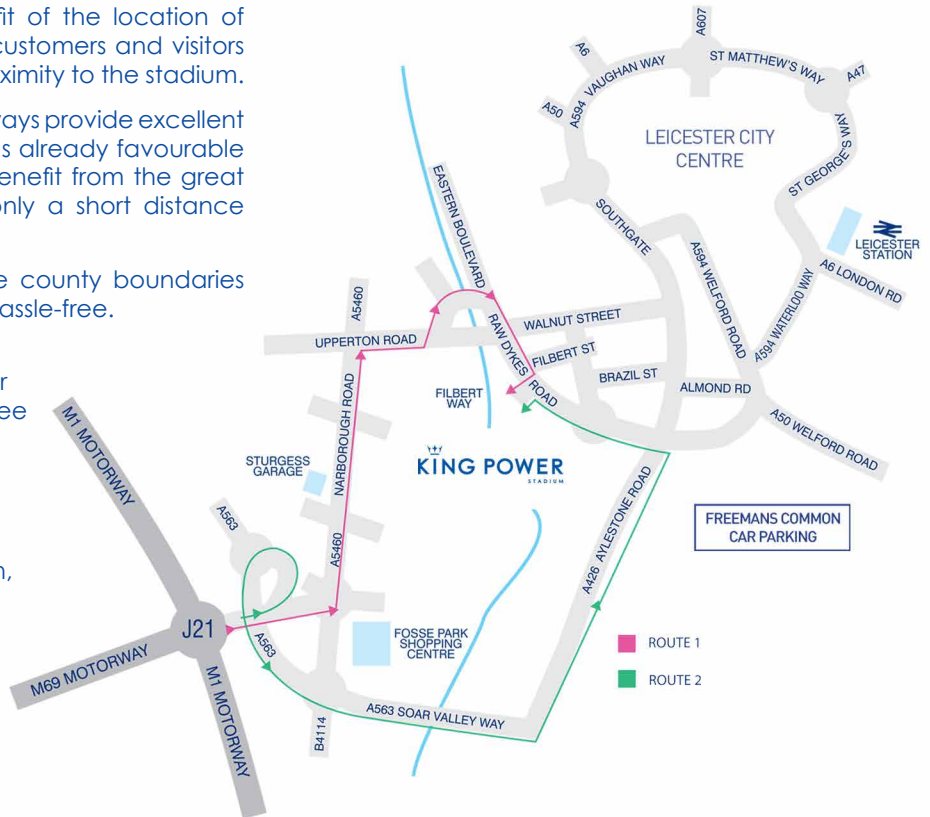 fit of the location of
customers and visitors
ximity to the stadium.
ways provide excellent
s already favourable
enefit from the great
only a short distance
e county boundaries
assle-free.
r
ee
n,
A607
A6
ST MATTHEW'S WAY
A594 VAUGHAN WAY
A47
A50
LEICESTER CITY
CENTRE
ST GEORGE'S WAY
EASTERN BOULEVARD
SOUTHGATE
LEICESTER
STATION
A594 WELFORD ROAD
A6 LONDON RD
A594 WATERLOO WAY
A5460
WALNUT STREET
UPPERTON ROAD
RAW DYKES ROAD
FILBERT ST
BRAZIL ST
ALMOND RD
FILBERT
WAY
A50 WELFORD ROAD
M1 MOTORWAY
NARBOROUGH ROAD
STURGESS
GARAGE
KING POWER
STADIUM
A563
A5460
A426 AYLESTONE ROAD
FREEMANS COMMON
CAR PARKING
J21
A563
FOSSE PARK
SHOPPING
CENTRE
ROUTE 1
ROUTE 2
M69 MOTORWAY
M1 MOTORWAY
A563 SOAR VALLEY WAY
B4114